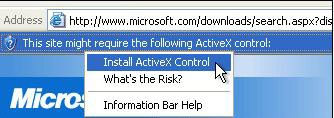 Address http://www.microsoft.com/downloads/search.aspx?dis
This site might require the following ActiveX control:
Install ActiveX Control
What's the Risk?
Information Bar Help
Micros